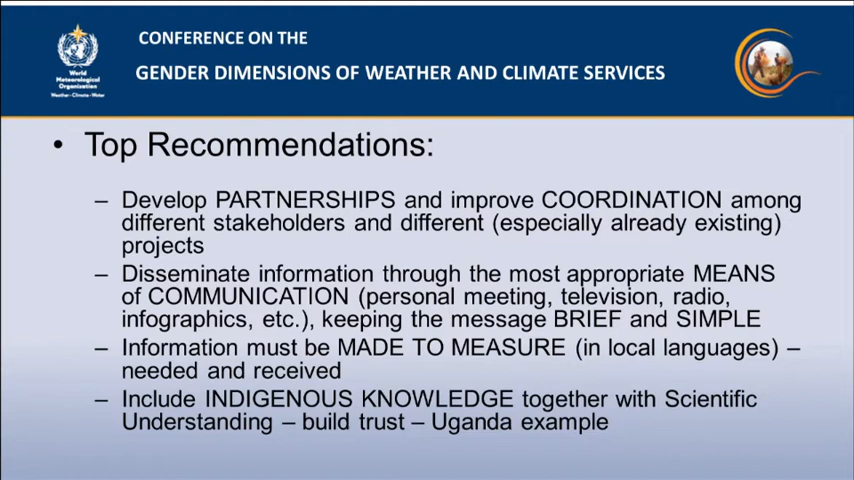 CONFERENCE ON THE
GENDER DIMENSIONS OF WEATHER AND CLIMATE SERVICES
World
Meteorological
Organization
Weather • Climate • Water
• Top Recommendations:
– Develop PARTNERSHIPS and improve COORDINATION among
different stakeholders and different (especially already existing)
projects
– Disseminate information through the most appropriate MEANS
of COMMUNICATION (personal meeting, television, radio,
infographics, etc.), keeping the message BRIEF and SIMPLE
– Information must be MADE TO MEASURE (in local languages) –
needed and received
– Include INDIGENOUS KNOWLEDGE together with Scientific
Understanding – build trust – Uganda example